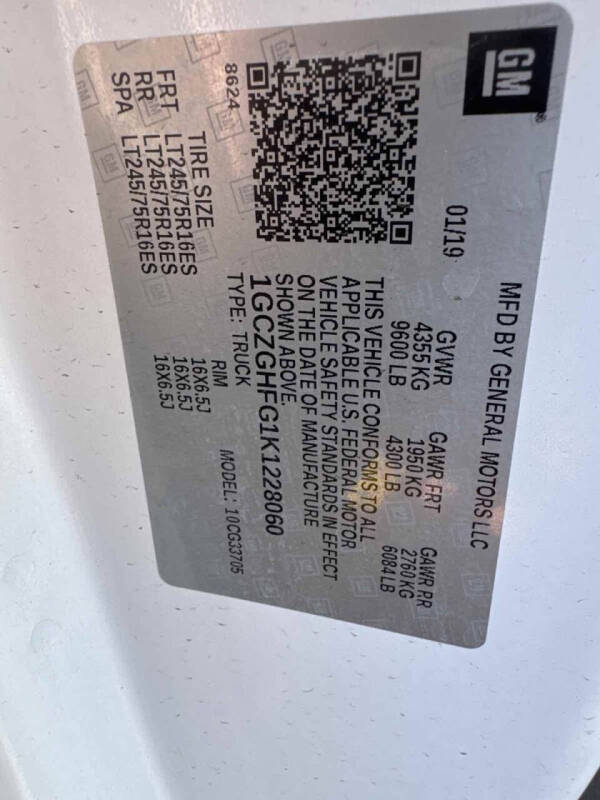 GM
MFD BY GENERAL MOTORS LLC
01/19 GVWR GAWR FRT GAWR RR
4355 KG 1950 KG 2760 KG
9600 LB 4300 LB 6084 LB
THIS VEHICLE CONFORMS TO ALL
APPLICABLE U.S. FEDERAL MOTOR
VEHICLE SAFETY STANDARDS IN EFFECT
ON THE DATE OF MANUFACTURE
SHOWN ABOVE.
1GCZGHFG1K1228060
TYPE: TRUCK MODEL: 10CG33705
8624
TIRE SIZE RIM
FRT LT245/75R16ES 16X6.5J
RR LT245/75R16ES 16X6.5J
SPA LT245/75R16ES 16X6.5J